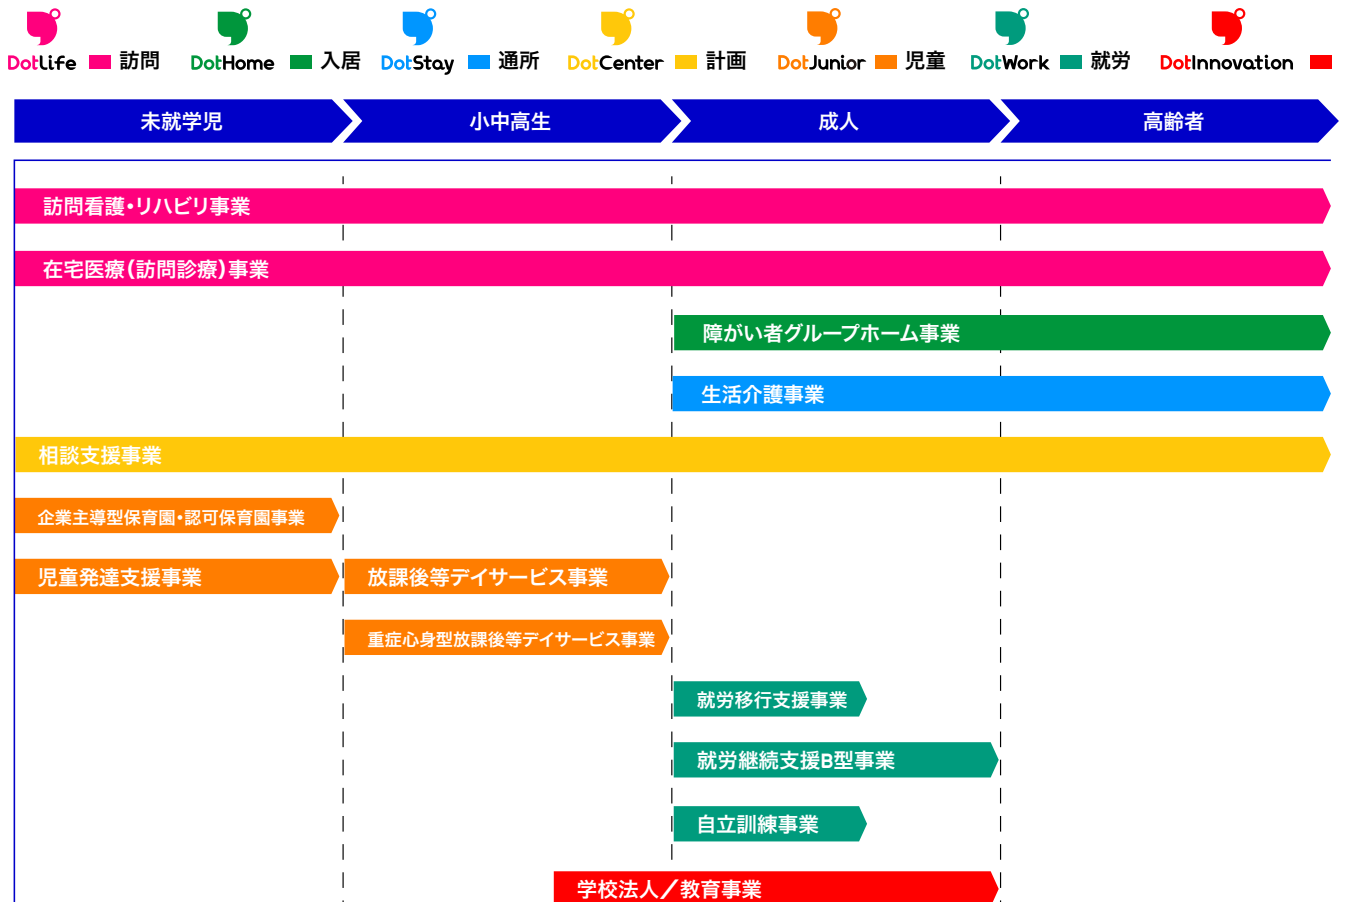 DotLife 訪問 DotHome 入居 DotStay 通所 DotCenter 計画 DotJunior 児童 DotWork 就労 DotInnovation
未就学児 小中高生 成人 高齢者
訪問看護・リハビリ事業
在宅医療(訪問診療)事業
障がい者グループホーム事業
生活介護事業
相談支援事業
企業主導型保育園・認可保育園事業
児童発達支援事業 放課後等デイサービス事業
重症心身型放課後等デイサービス事業
就労移行支援事業
就労継続支援B型事業
自立訓練事業
学校法人／教育事業